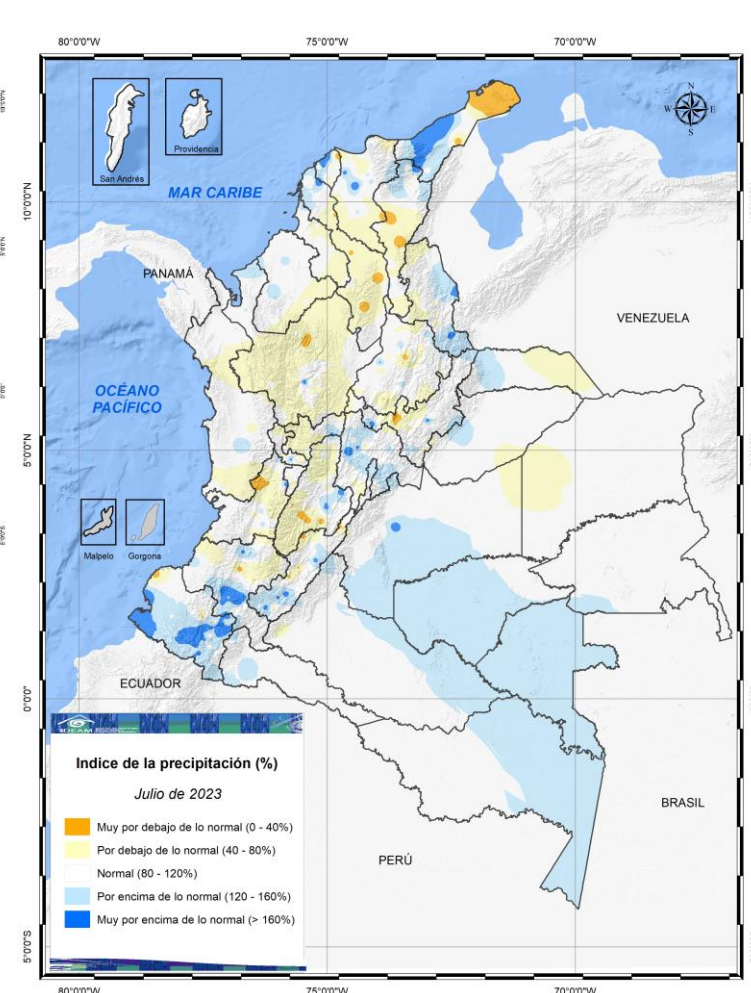 80°0'0"W 75°0'0"W 70°0'0"W
N
W E
S
San Andrés
Providencia
MAR CARIBE
10°0'0"N
PANAMÁ
VENEZUELA
OCÉANO
PACÍFICO
5°0'0"N
Malpelo
Gorgona
ECUADOR
0°0'0"
IDEAM
Indice de la precipitación (%)
Julio de 2023
Muy por debajo de lo normal (0 - 40%)
Por debajo de lo normal (40 - 80%)
Normal (80 - 120%)
Por encima de lo normal (120 - 160%)
Muy por encima de lo normal (> 160%)
BRASIL
PERÚ
5°0'0"S
80°0'0"W 75°0'0"W 70°0'0"W